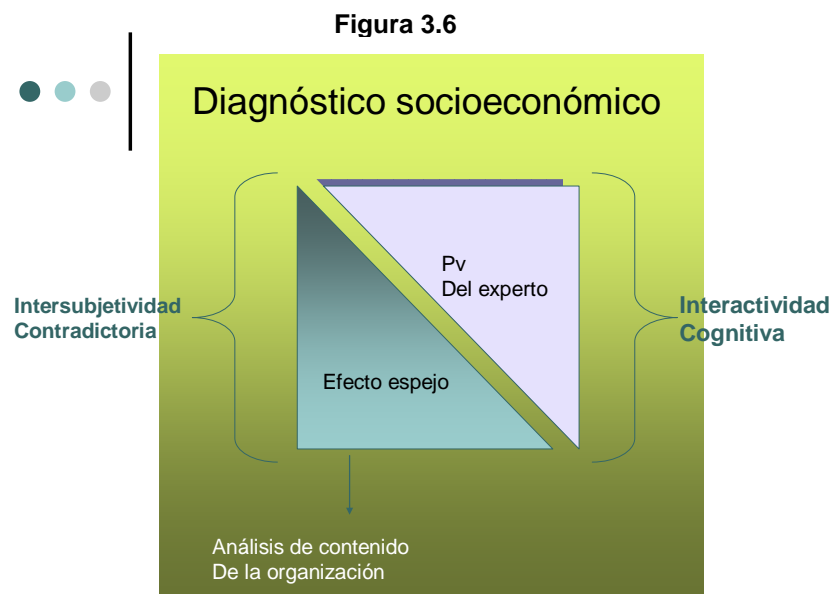 Figura 3.6
Diagnóstico socioeconómico
Pv
Del experto
Intersubjetividad
Contradictoria
Interactividad
Cognitiva
Efecto espejo
Análisis de contenido
De la organización